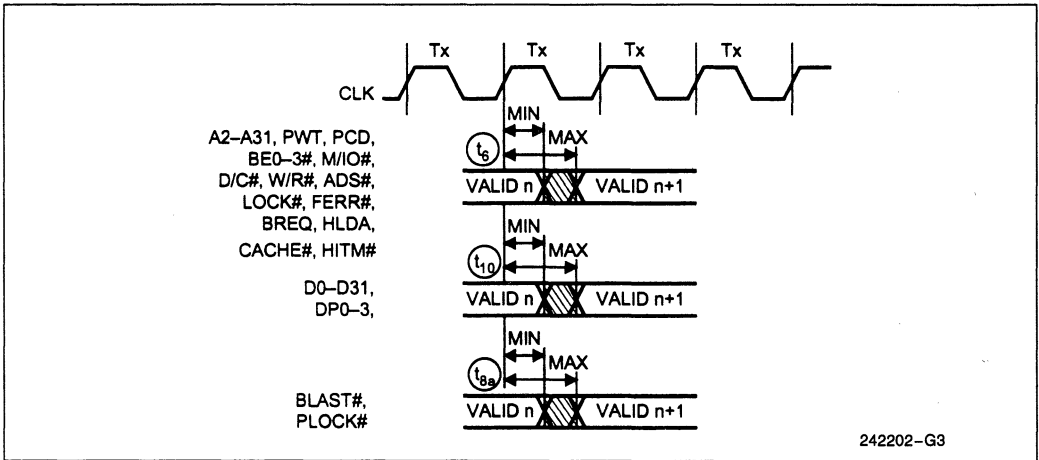 Tx Tx Tx Tx
CLK
MIN
A2–A31, PWT, PCD,
MAX
BE0–3#, M/IO#,
t6
D/C#, W/R#, ADS#,
VALID n VALID n+1
LOCK#, FERR#,
BREQ, HLDA,
MIN
CACHE#, HITM#
MAX
t10
D0–D31,
VALID n VALID n+1
DP0–3,
MIN
MAX
t8a
BLAST#,
VALID n VALID n+1
PLOCK#
242202–G3